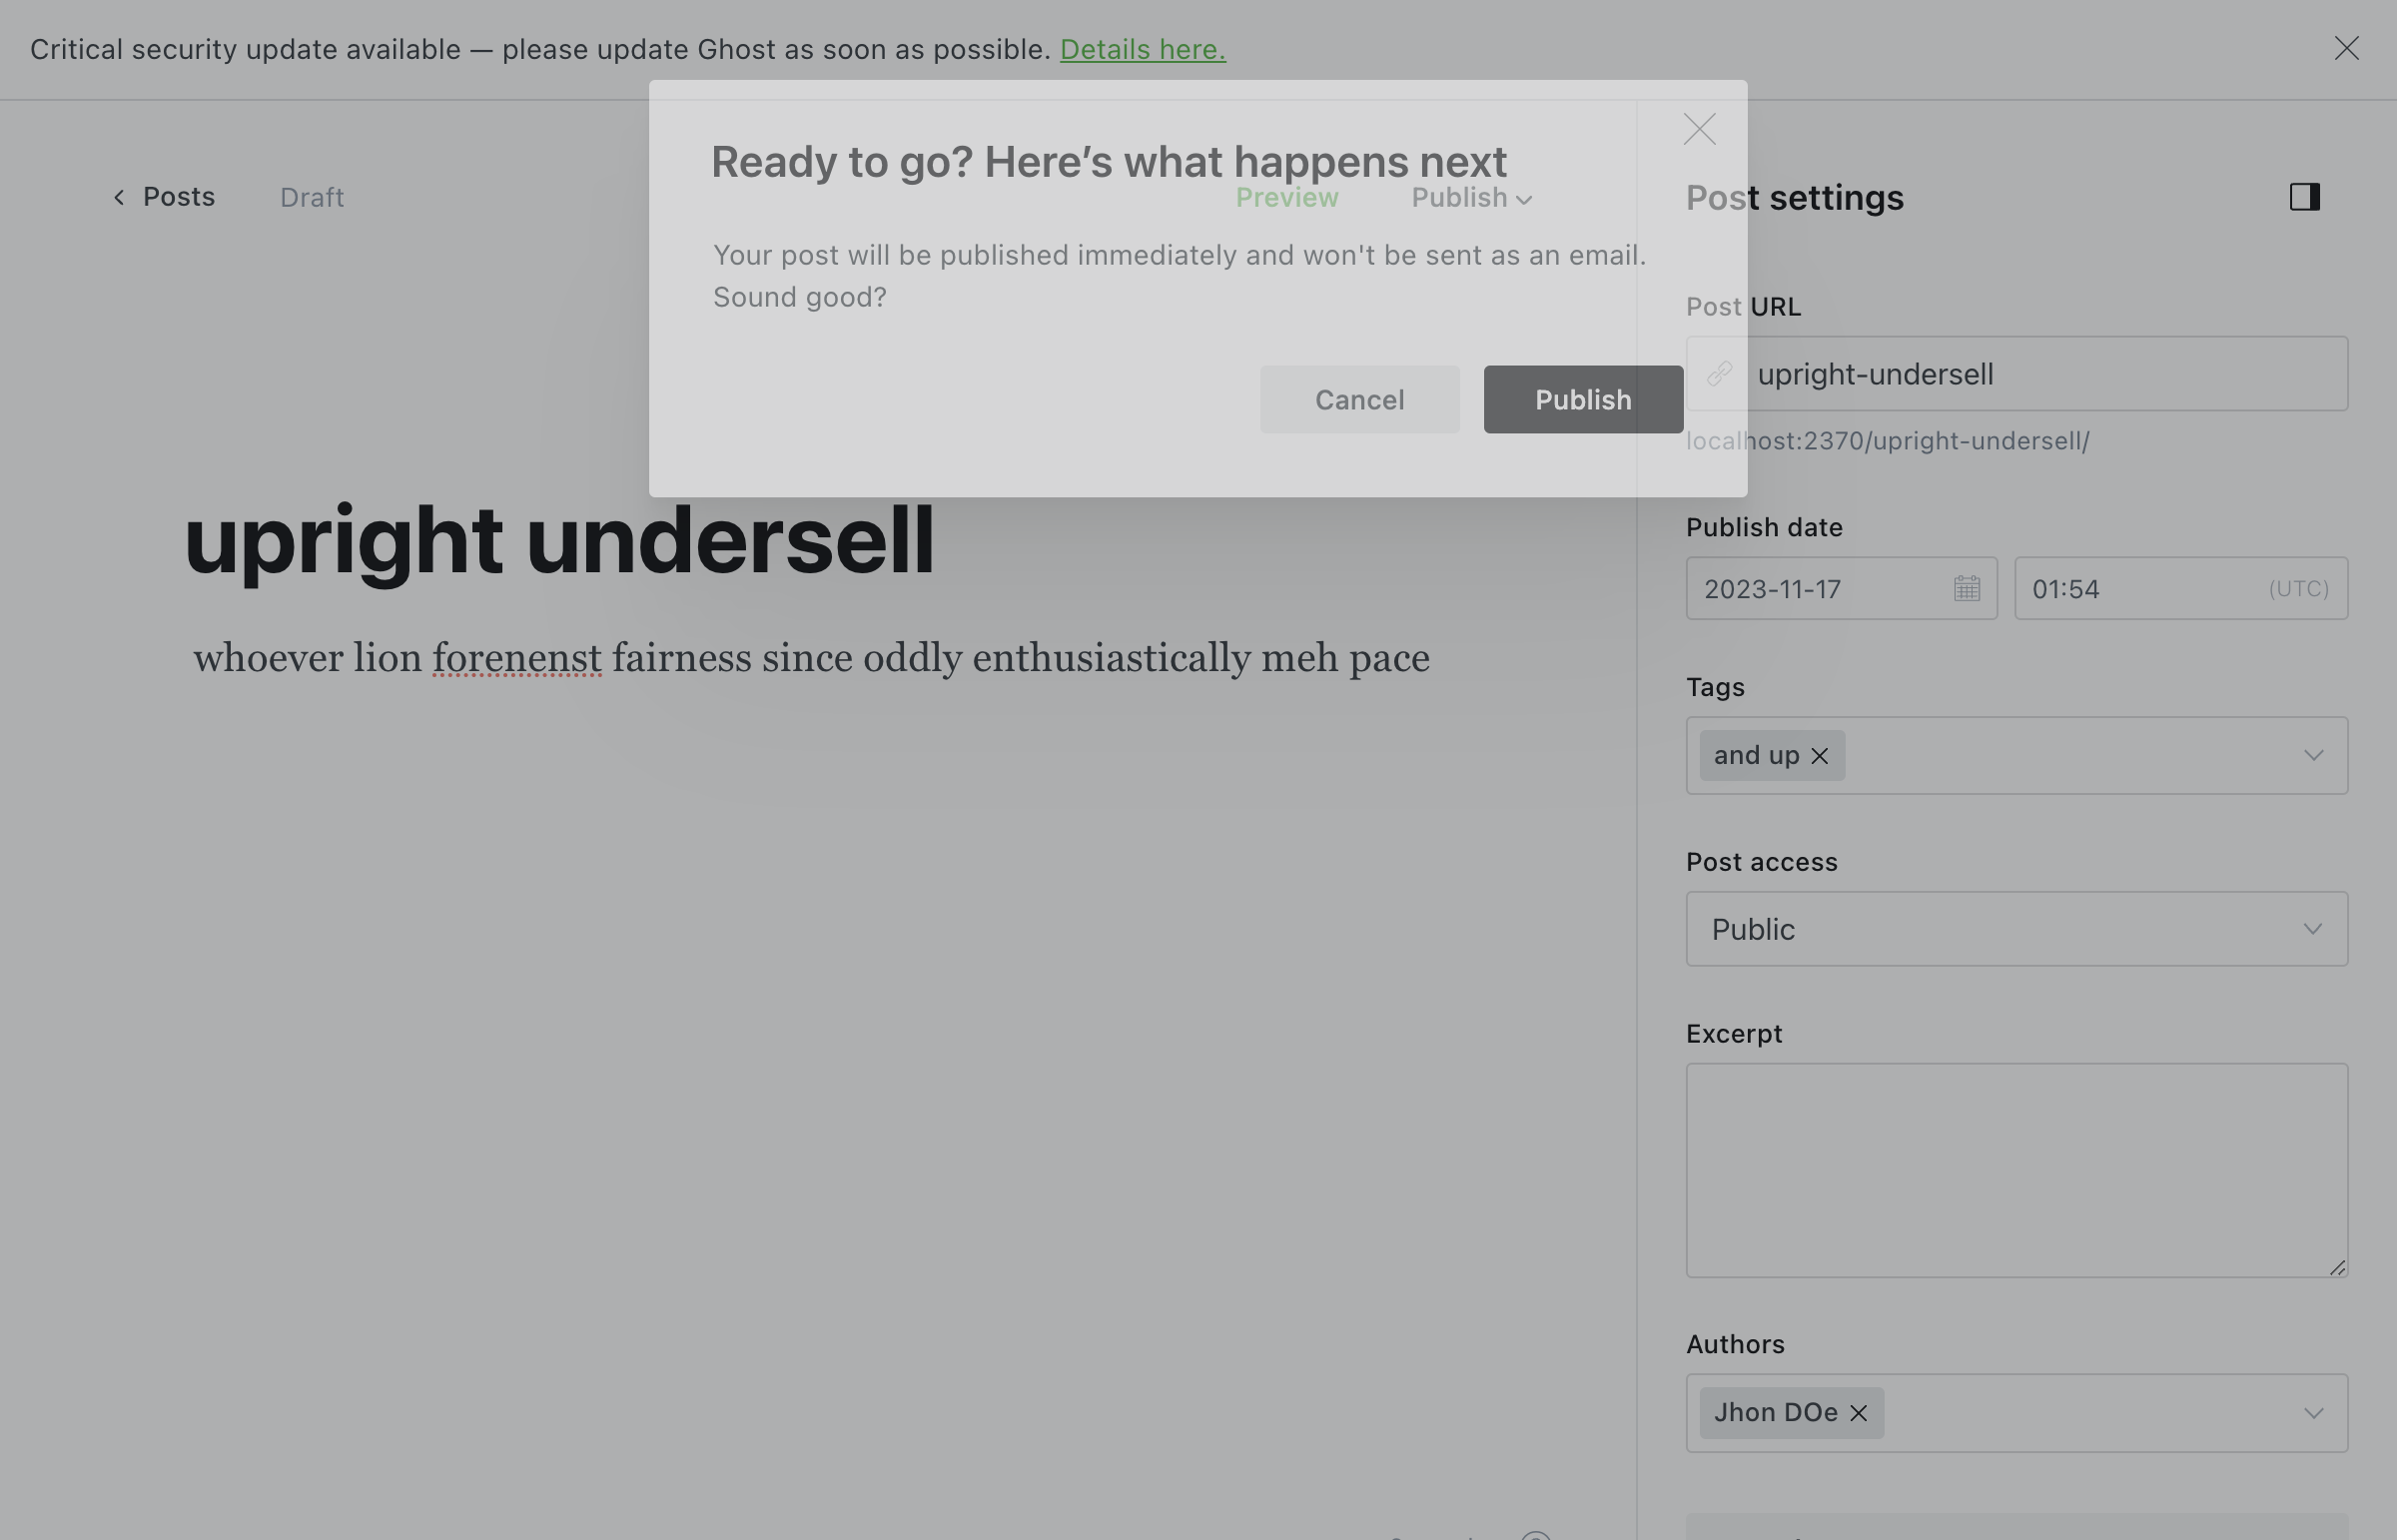 Critical security update available — please update Ghost as soon as possible. Details here.
Ready to go? Here’s what happens next
Posts
Draft
Preview
Publish
Your post will be published immediately and won't be sent as an email.
Sound good?
Cancel
Publish
upright undersell
whoever lion forenenst fairness since oddly enthusiastically meh pace
Post settings
Post URL
upright-undersell
localhost:2370/upright-undersell/
Publish date
2023-11-17
01:54
(UTC)
Tags
and up
Post access
Public
Excerpt
Authors
Jhon DOe